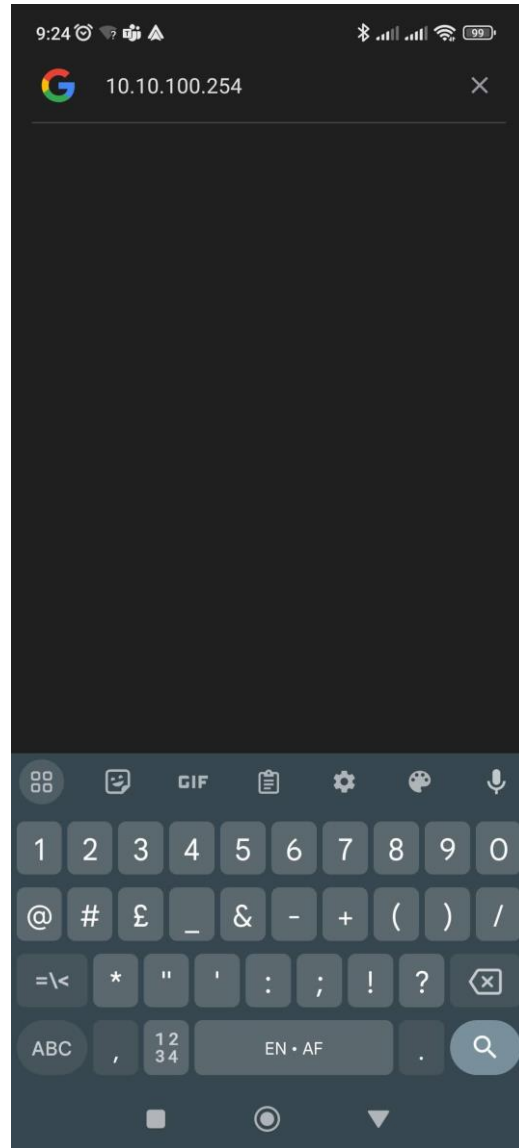 9:24
99
10.10.100.254
GIF
1 2 3 4 5 6 7 8 9 0
@ # £ _ & - + ( ) /
=\< * " ' : ; ! ?
ABC , 12 34 EN • AF .